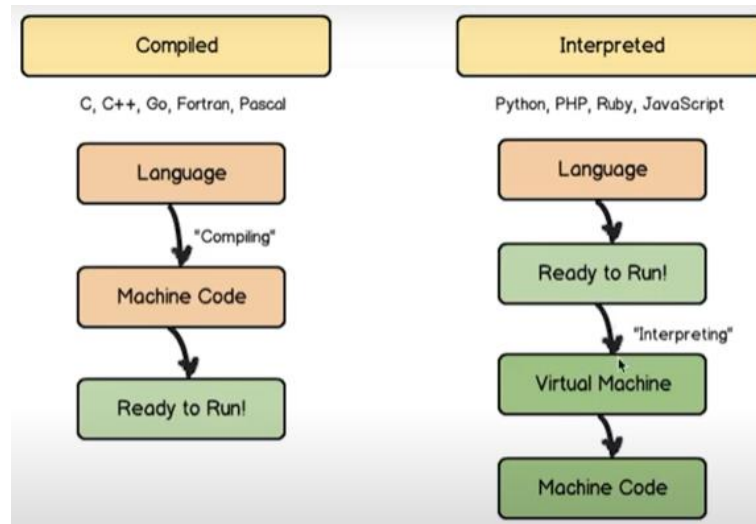 Compiled
C, C++, Go, Fortran, Pascal
Language
"Compiling"
Machine Code
Ready to Run!
Interpreted
Python, PHP, Ruby, JavaScript
Language
Ready to Run!
"Interpreting"
Virtual Machine
Machine Code